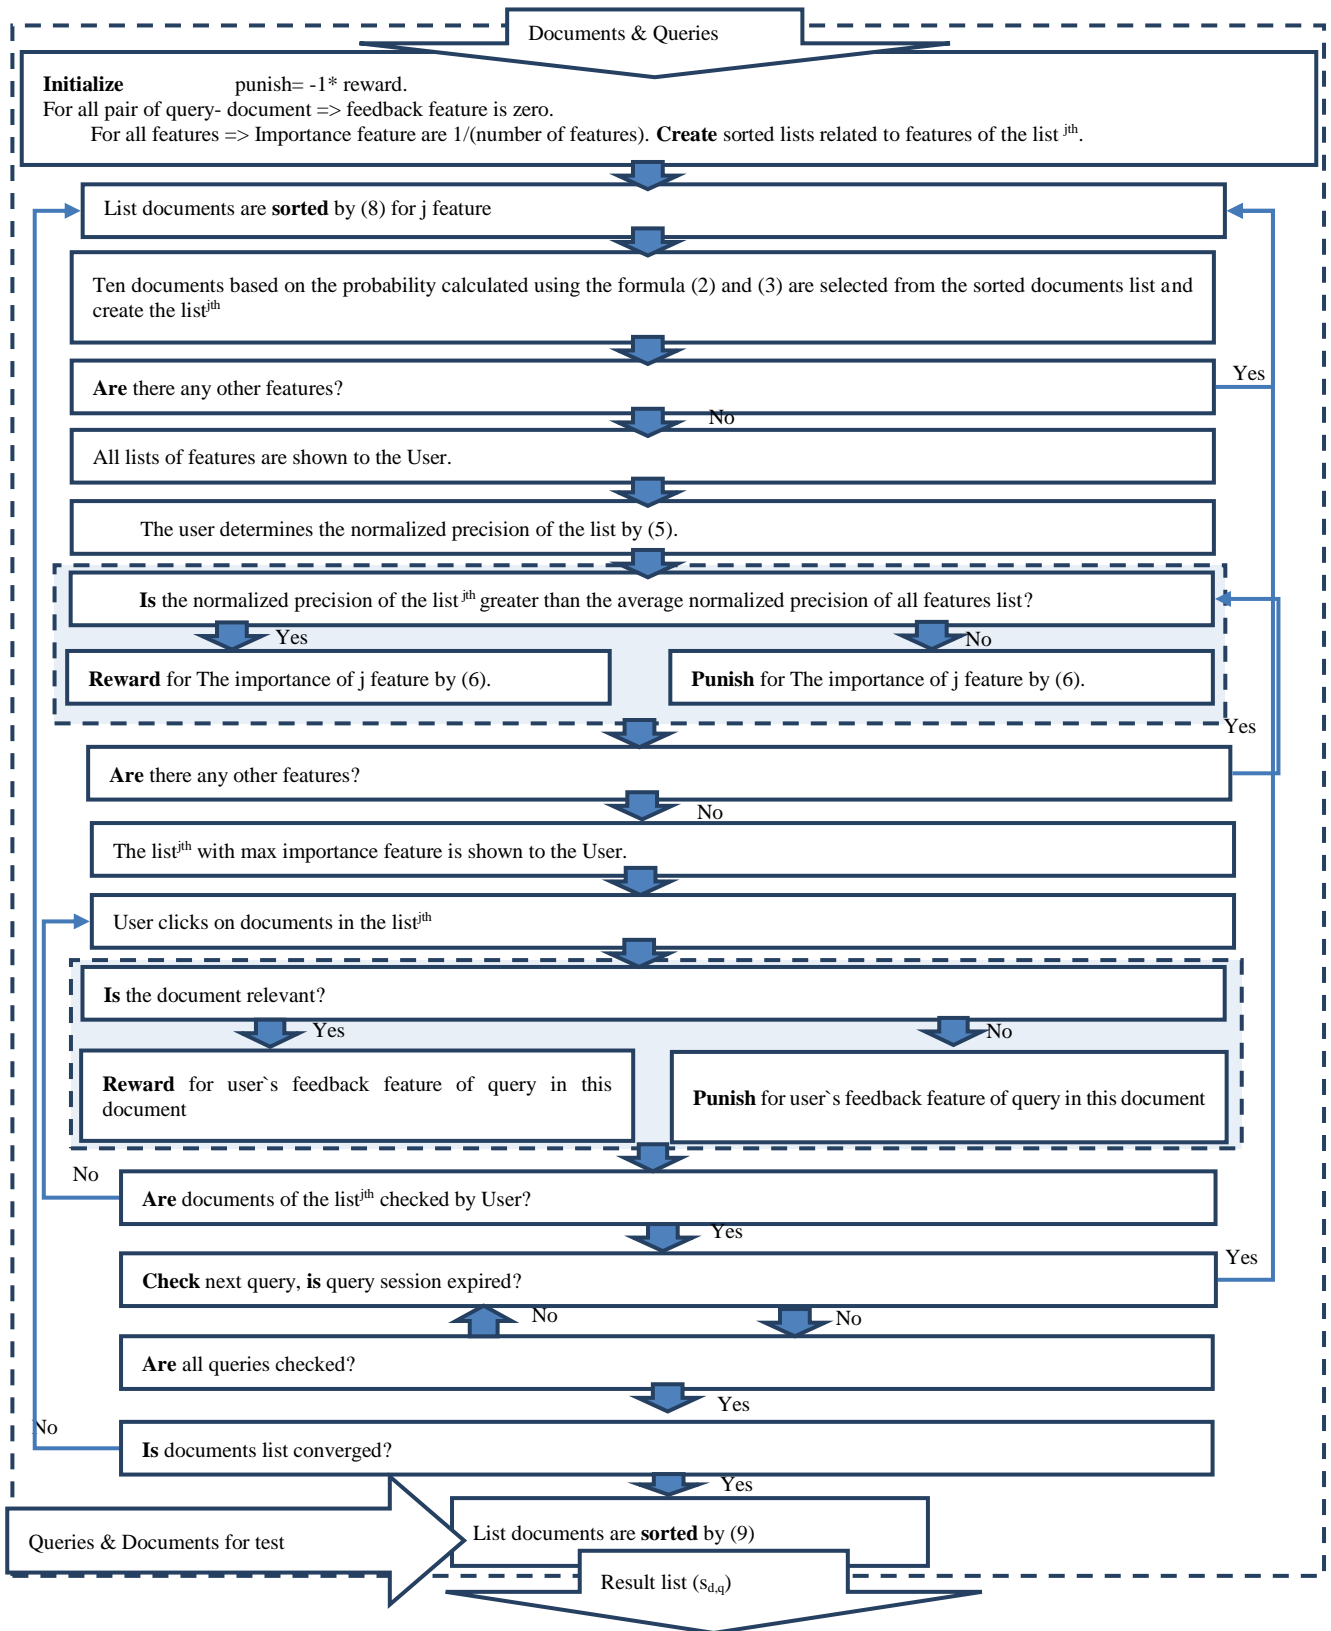 Documents & Queries
Initialize punish= -1* reward.
For all pair of query- document => feedback feature is zero.
For all features => Importance feature are 1/(number of features). Create sorted lists related to features of the list jth.
List documents are sorted by (8) for j feature
Ten documents based on the probability calculated using the formula (2) and (3) are selected from the sorted documents list and
create the listjth
Are there any other features?
Yes
No
All lists of features are shown to the User.
The user determines the normalized precision of the list by (5).
Is the normalized precision of the list jth greater than the average normalized precision of all features list?
Yes
No
Reward for The importance of j feature by (6).
Punish for The importance of j feature by (6).
Yes
Are there any other features?
No
The listjth with max importance feature is shown to the User.
User clicks on documents in the listjth
Is the document relevant?
Yes
No
Reward for user`s feedback feature of query in this
document
Punish for user`s feedback feature of query in this document
No
Are documents of the listjth checked by User?
Yes
Yes
Check next query, is query session expired?
No
No
Are all queries checked?
Yes
No
Is documents list converged?
Yes
Queries & Documents for test
List documents are sorted by (9)
Result list (sd,q)